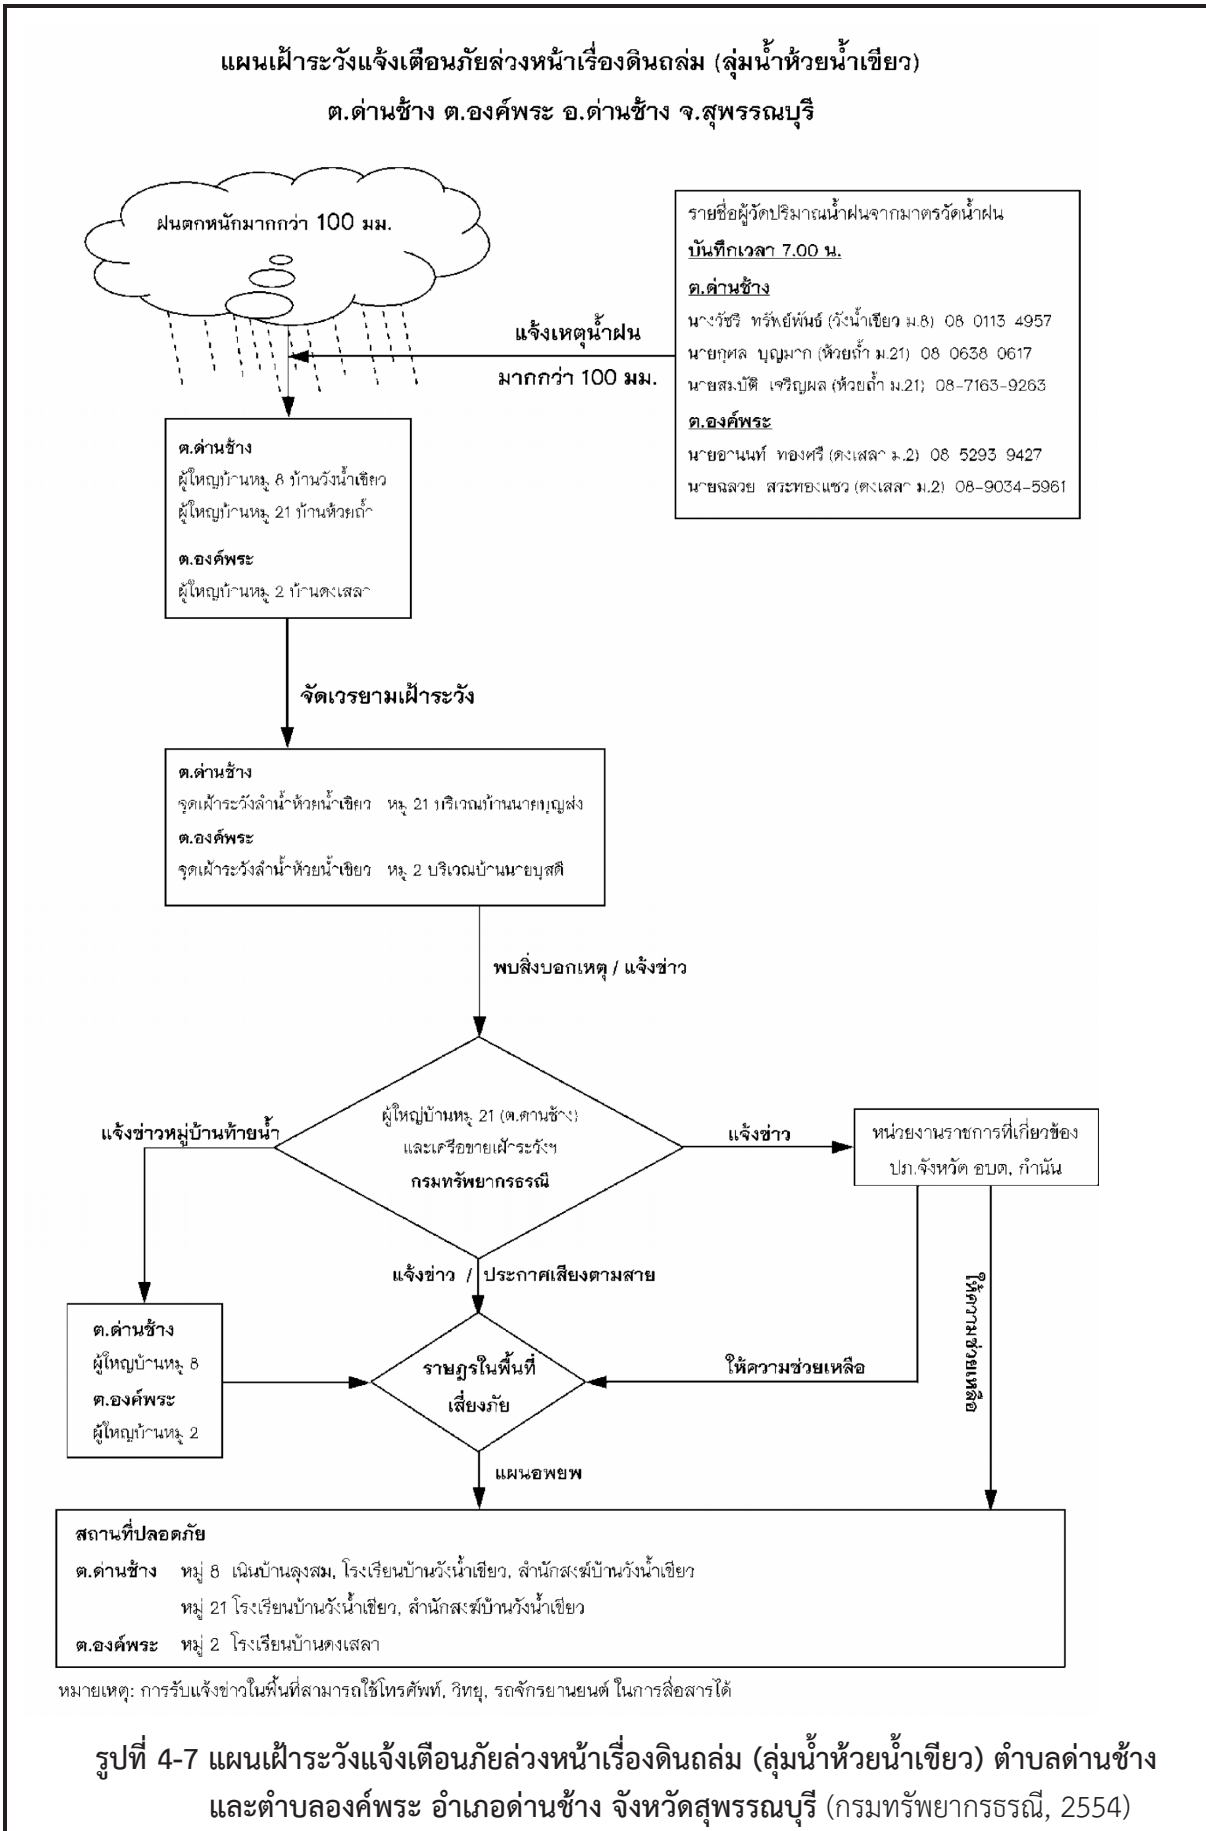 แผนเฝ้าระวังแจ้งเตือนภัยล่วงหน้าเรื่องดินถล่ม (ลุ่มน้ำห้วยน้ำเขียว)
ต.ด่านช้าง ต.องค์พระ อ.ด่านช้าง จ.สุพรรณบุรี
ฝนตกหนักมากกว่า 100 มม.
รายชื่อผู้วัดปริมาณน้ำฝนจากมาตรวัดน้ำฝน
บันทึกเวลา 7.00 น.
ต.ด่านช้าง
นางวัชรี ทรัพย์พันธ์ (วังน้ำเขียว ม.8) 08 0113 4957
นายกุศล บุญมาก (ห้วยถ้ำ ม.21) 08 0638 0617
นายสมบัติ เจริญผล (ห้วยถ้ำ ม.21) 08-7163-9263
ต.องค์พระ
นายอานนท์ ทองศรี (ดงเสลา ม.2) 08 5293 9427
นายฉลวย สระทองแซว (ดงเสลา ม.2) 08-9034-5961
แจ้งเหตุน้ำฝน
มากกว่า 100 มม.
ต.ด่านช้าง
ผู้ใหญ่บ้านหมู่ 8 บ้านวังน้ำเขียว
ผู้ใหญ่บ้านหมู่ 21 บ้านห้วยถ้ำ
ต.องค์พระ
ผู้ใหญ่บ้านหมู่ 2 บ้านดงเสลา
จัดเวรยามเฝ้าระวัง
ต.ด่านช้าง
จุดเฝ้าระวังลำน้ำห้วยน้ำเขียว หมู่ 21 บริเวณบ้านนายบุญส่ง
ต.องค์พระ
จุดเฝ้าระวังลำน้ำห้วยน้ำเขียว หมู่ 2 บริเวณบ้านนายบุสดี
พบสิ่งบอกเหตุ / แจ้งข่าว
ผู้ใหญ่บ้านหมู่ 21 (ต.ด่านช้าง)
และเครือข่ายเฝ้าระวังฯ
กรมทรัพยากรธรณี
แจ้งข่าวหมู่บ้านท้ายน้ำ
แจ้งข่าว
หน่วยงานราชการที่เกี่ยวข้อง
ปภ.จังหวัด อบต, กำนัน
แจ้งข่าว / ประกาศเสียงตามสาย
ต.ด่านช้าง
ผู้ใหญ่บ้านหมู่ 8
ต.องค์พระ
ผู้ใหญ่บ้านหมู่ 2
ราษฎรในพื้นที่
เสี่ยงภัย
ให้ความช่วยเหลือ
ให้ความช่วยเหลือ
แผนอพยพ
สถานที่ปลอดภัย
ต.ด่านช้าง หมู่ 8 เนินบ้านลุงสม, โรงเรียนบ้านวังน้ำเขียว, สำนักสงฆ์บ้านวังน้ำเขียว
หมู่ 21 โรงเรียนบ้านวังน้ำเขียว, สำนักสงฆ์บ้านวังน้ำเขียว
ต.องค์พระ หมู่ 2 โรงเรียนบ้านดงเสลา
หมายเหตุ: การรับแจ้งข่าวในพื้นที่สามารถใช้โทรศัพท์, วิทยุ, รถจักรยานยนต์ ในการสื่อสารได้
รูปที่ 4-7 แผนเฝ้าระวังแจ้งเตือนภัยล่วงหน้าเรื่องดินถล่ม (ลุ่มน้ำห้วยน้ำเขียว) ตำบลด่านช้าง
และตำบลองค์พระ อำเภอด่านช้าง จังหวัดสุพรรณบุรี (กรมทรัพยากรธรณี, 2554)